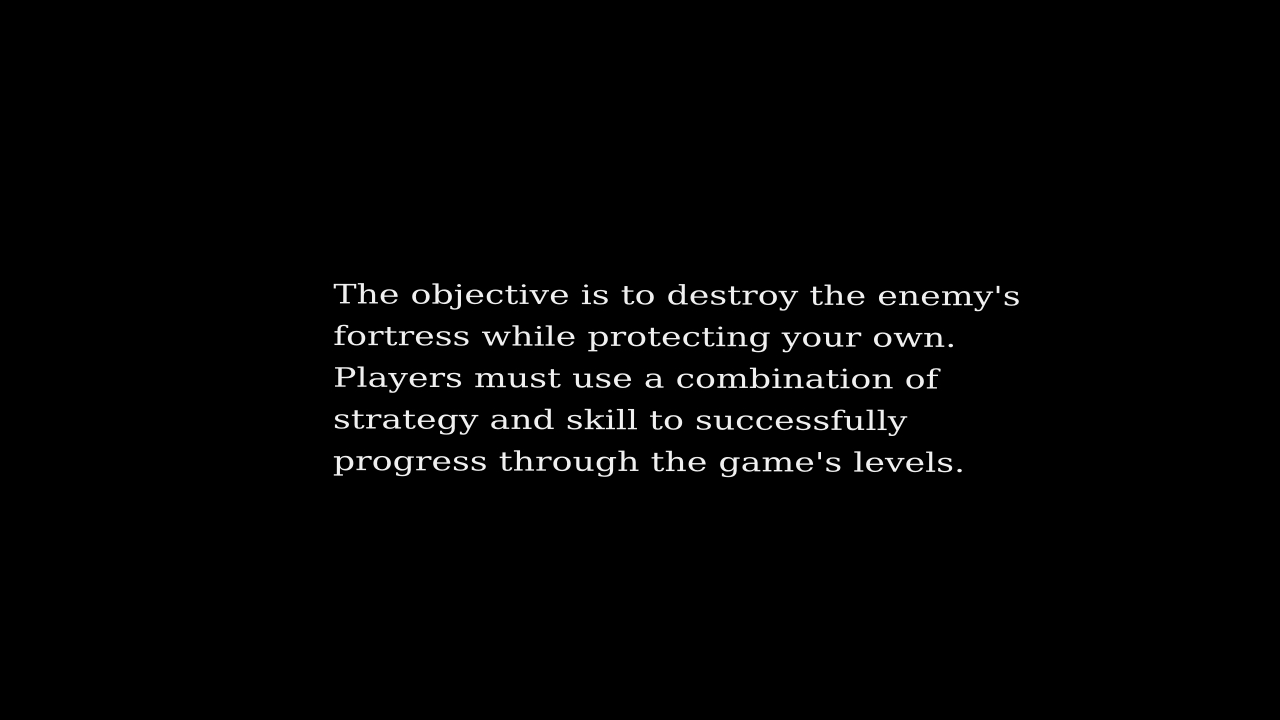 The objective is to destroy the enemy's
fortress while protecting your own.
Players must use a combination of
strategy and skill to successfully
progress through the game's levels.